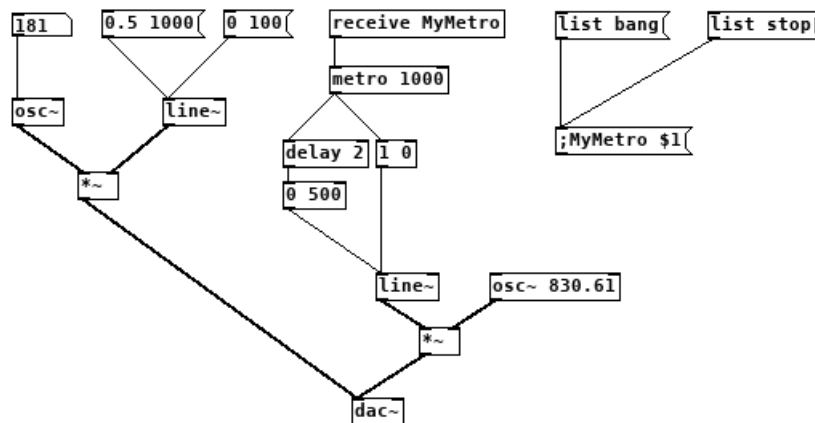 181
0.5 1000
0 100
receive MyMetro
list bang
list stop
metro 1000
osc~
line~
;MyMetro $1
delay 2
1 0
*~
0 500
line~
osc~ 830.61
*~
dac~